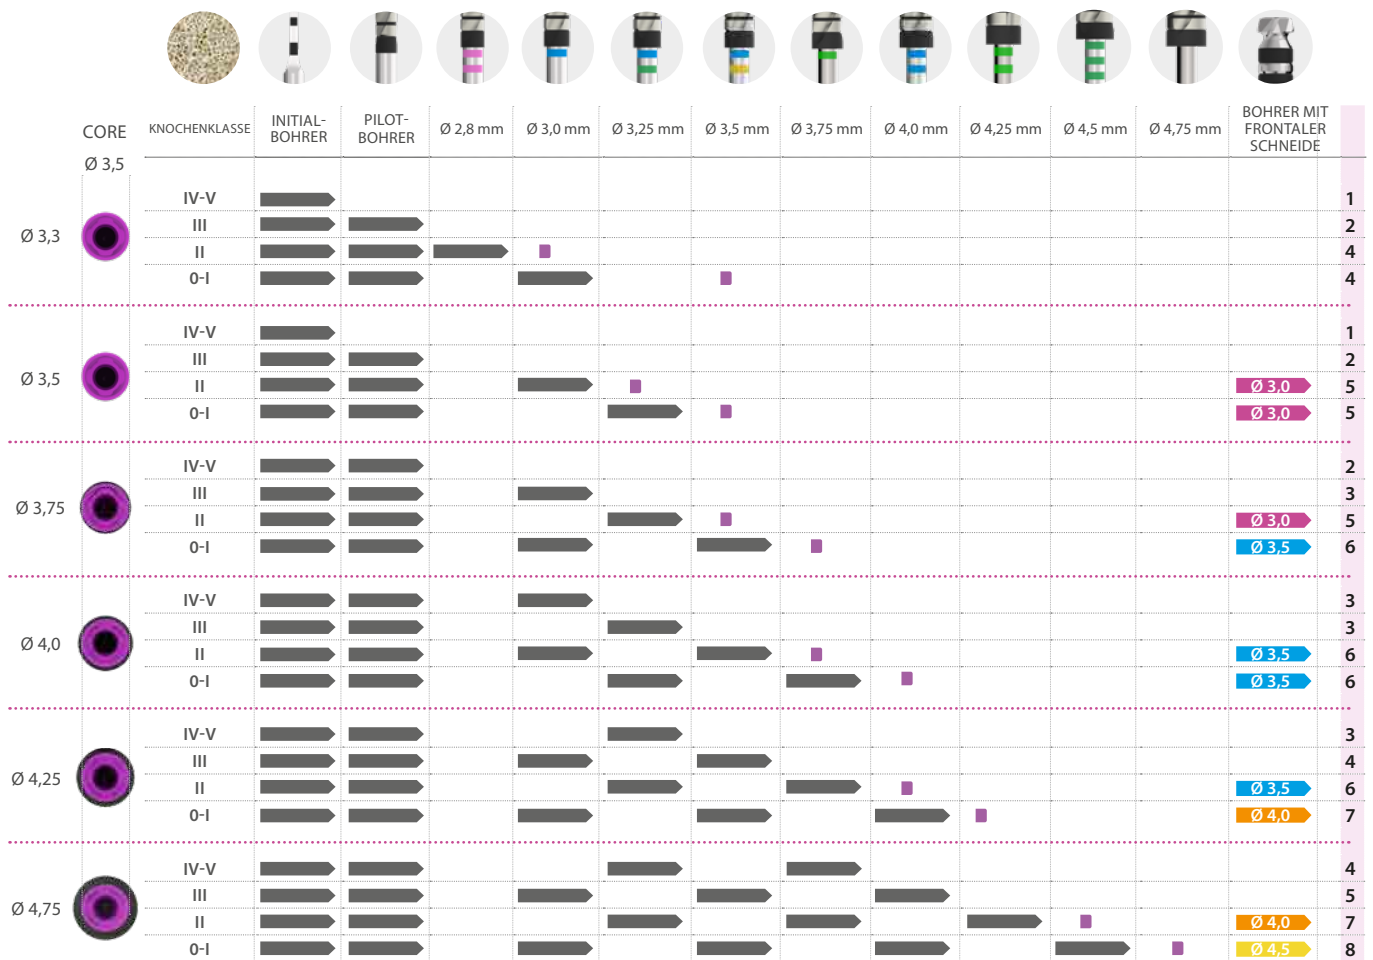 CORE
Ø 3,5
KNOCHENKLASSE
INITIAL-
BOHRER
PILOT-
BOHRER
Ø 2,8 mm
Ø 3,0 mm
Ø 3,25 mm
Ø 3,5 mm
Ø 3,75 mm
Ø 4,0 mm
Ø 4,25 mm
Ø 4,5 mm
Ø 4,75 mm
BOHRER MIT
FRONTALER
SCHNEIDE
Ø 3,3
IV-V 1
III 2
II 4
0-I 4
Ø 3,5
IV-V 1
III 2
II Ø 3,0 5
0-I Ø 3,0 5
Ø 3,75
IV-V 2
III 3
II Ø 3,0 5
0-I Ø 3,5 6
Ø 4,0
IV-V 3
III 3
II Ø 3,5 6
0-I Ø 3,5 6
Ø 4,25
IV-V 3
III 4
II Ø 3,5 6
0-I Ø 4,0 7
Ø 4,75
IV-V 4
III 5
II Ø 4,0 7
0-I Ø 4,5 8